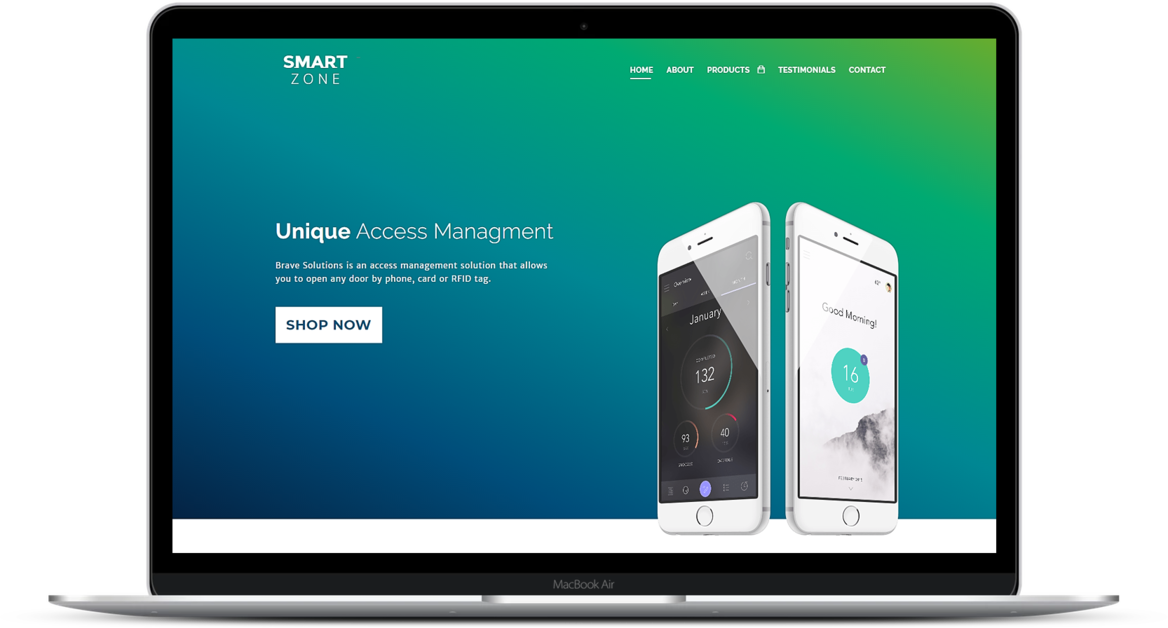 SMART
ZONE
HOME ABOUT PRODUCTS TESTIMONIALS CONTACT
Unique Access Managment
Brave Solutions is an access management solution that allows
you to open any door by phone, card or RFID tag.
SHOP NOW
January
132
93
40
Good Morning!
16
MacBook Air